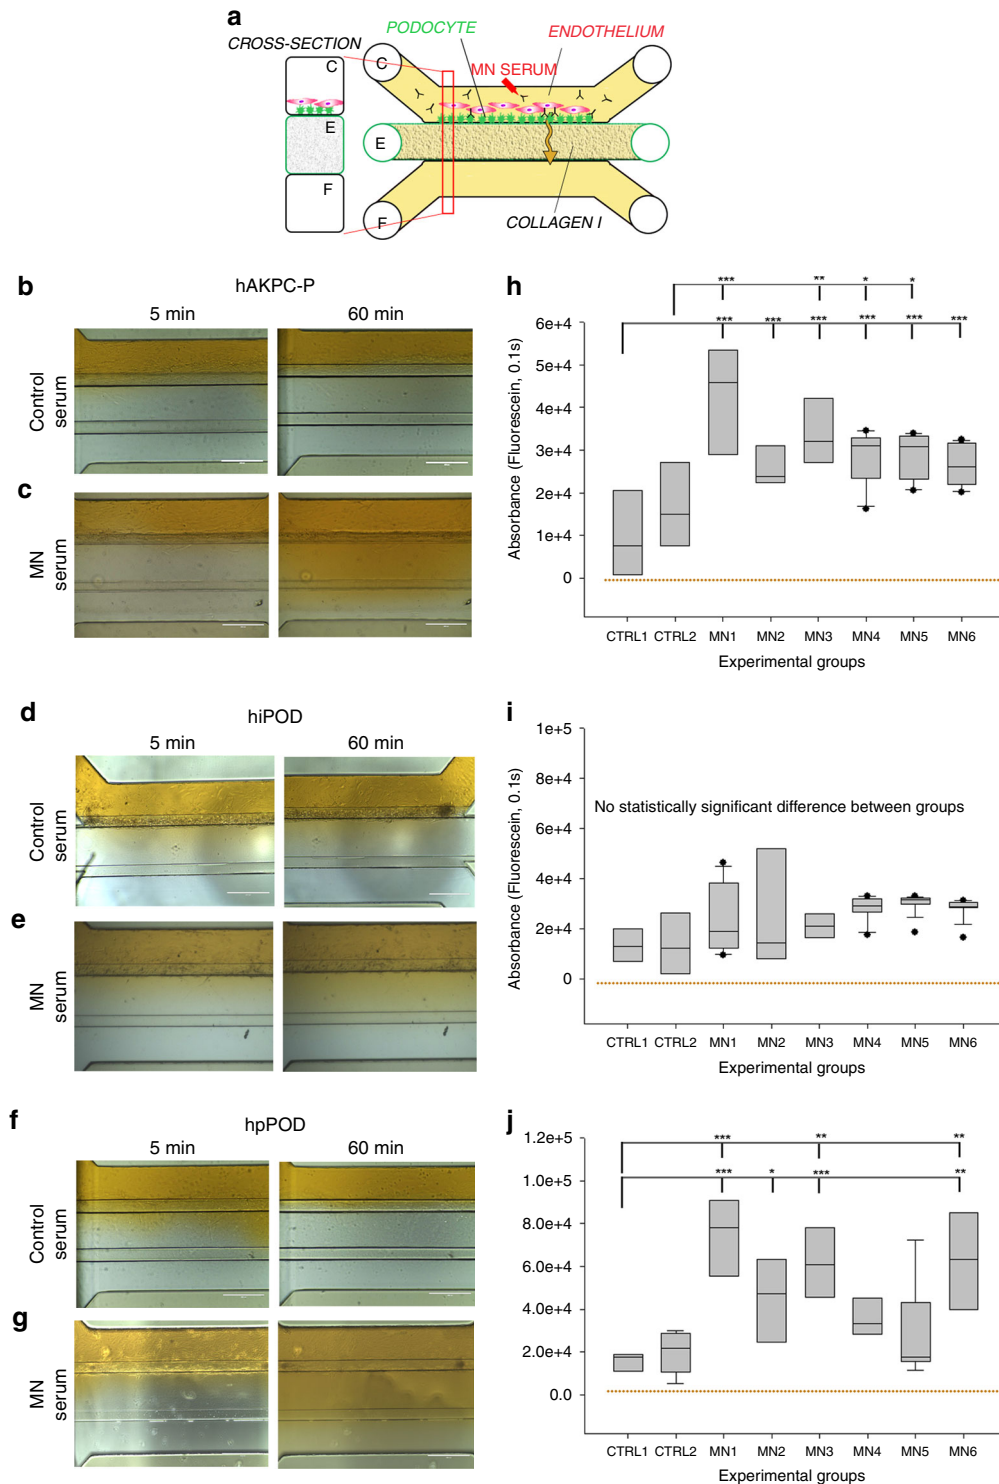 a
CROSS-SECTION
PODOCYTE
ENDOTHELIUM
MN SERUM
C
E
F
C
E
F
COLLAGEN I
b
hAKPC-P
5 min
60 min
Control serum
c
MN serum
d
hiPOD
5 min
60 min
Control serum
e
MN serum
f
hpPOD
5 min
60 min
Control serum
g
MN serum
h
*** ** * *
*** *** *** *** *** ***
Absorbance (Fluorescein, 0.1s)
6e+4
5e+4
4e+4
3e+4
2e+4
1e+4
0
CTRL1 CTRL2 MN1 MN2 MN3 MN4 MN5 MN6
Experimental groups
i
Absorbance (Fluorescein, 0.1s)
1e+5
8e+4
No statistically significant difference between groups
6e+4
4e+4
2e+4
0
CTRL1 CTRL2 MN1 MN2 MN3 MN4 MN5 MN6
Experimental groups
j
*** ** **
*** * *** **
1.2e+5
1.0e+5
8.0e+4
6.0e+4
4.0e+4
2.0e+4
0.0
CTRL1 CTRL2 MN1 MN2 MN3 MN4 MN5 MN6
Experimental groups